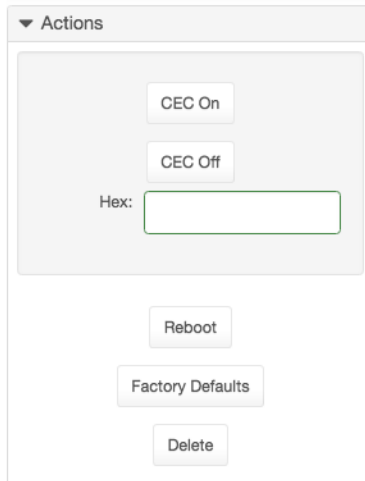 Actions
CEC On
CEC Off
Hex:
Reboot
Factory Defaults
Delete